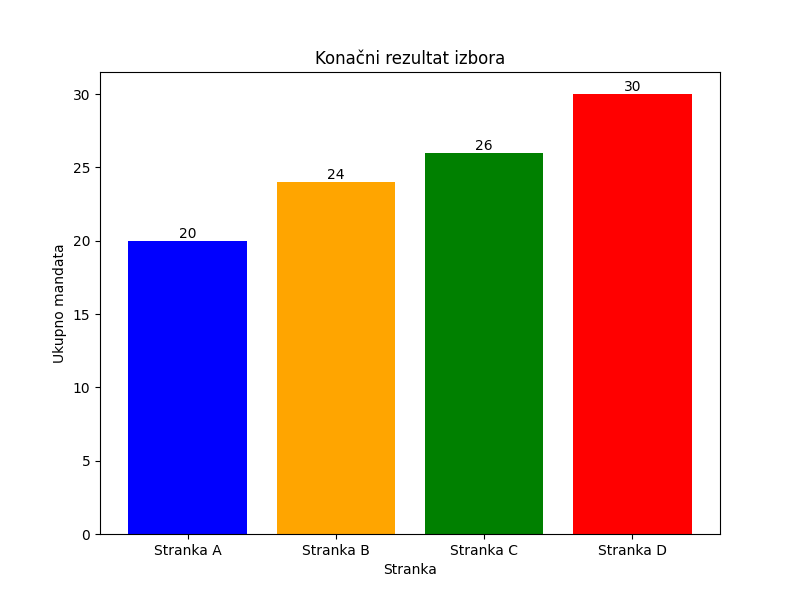 Konačni rezultat izbora
Ukupno mandata
30
25
20
15
10
5
0
20
24
26
30
Stranka A
Stranka B
Stranka C
Stranka D
Stranka